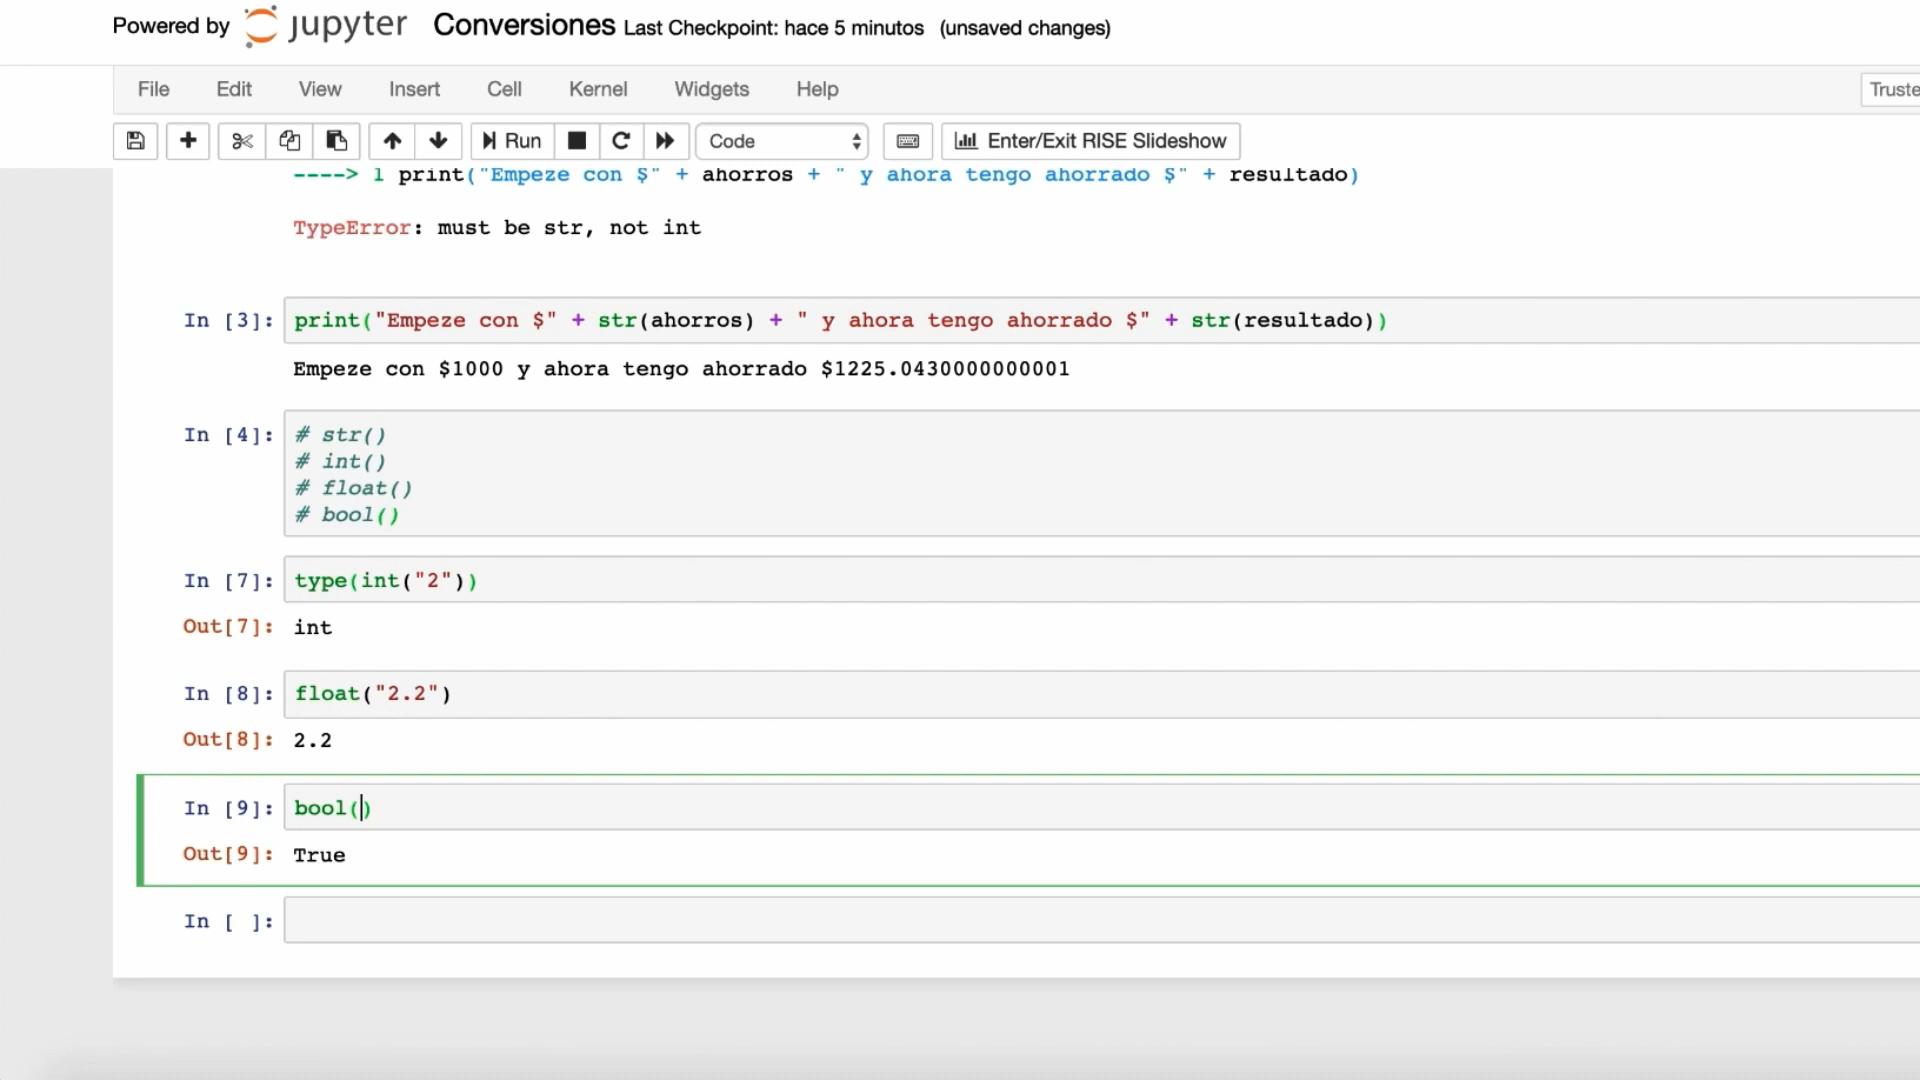 Powered by jupyter Conversiones Last Checkpoint: hace 5 minutos (unsaved changes)
File Edit View Insert Cell Kernel Widgets Help Truste
Run Code Enter/Exit RISE Slideshow
----> 1 print("Empeze con $" + ahorros + " y ahora tengo ahorrado $" + resultado)
TypeError: must be str, not int
In [3]: print("Empeze con $" + str(ahorros) + " y ahora tengo ahorrado $" + str(resultado))
Empeze con $1000 y ahora tengo ahorrado $1225.0430000000001
In [4]: # str()
# int()
# float()
# bool()
In [7]: type(int("2"))
Out[7]: int
In [8]: float("2.2")
Out[8]: 2.2
In [9]: bool()
Out[9]: True
In [ ]: